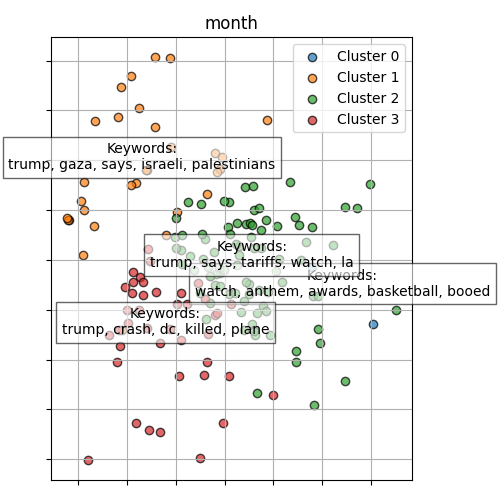 month
Cluster 0
Cluster 1
Cluster 2
Cluster 3
Keywords:
trump, gaza, says, israeli, palestinians
Keywords:
trump, says, tariffs, watch, la
Keywords:
watch, anthem, awards, basketball, booed
Keywords:
trump, crash, dc, killed, plane